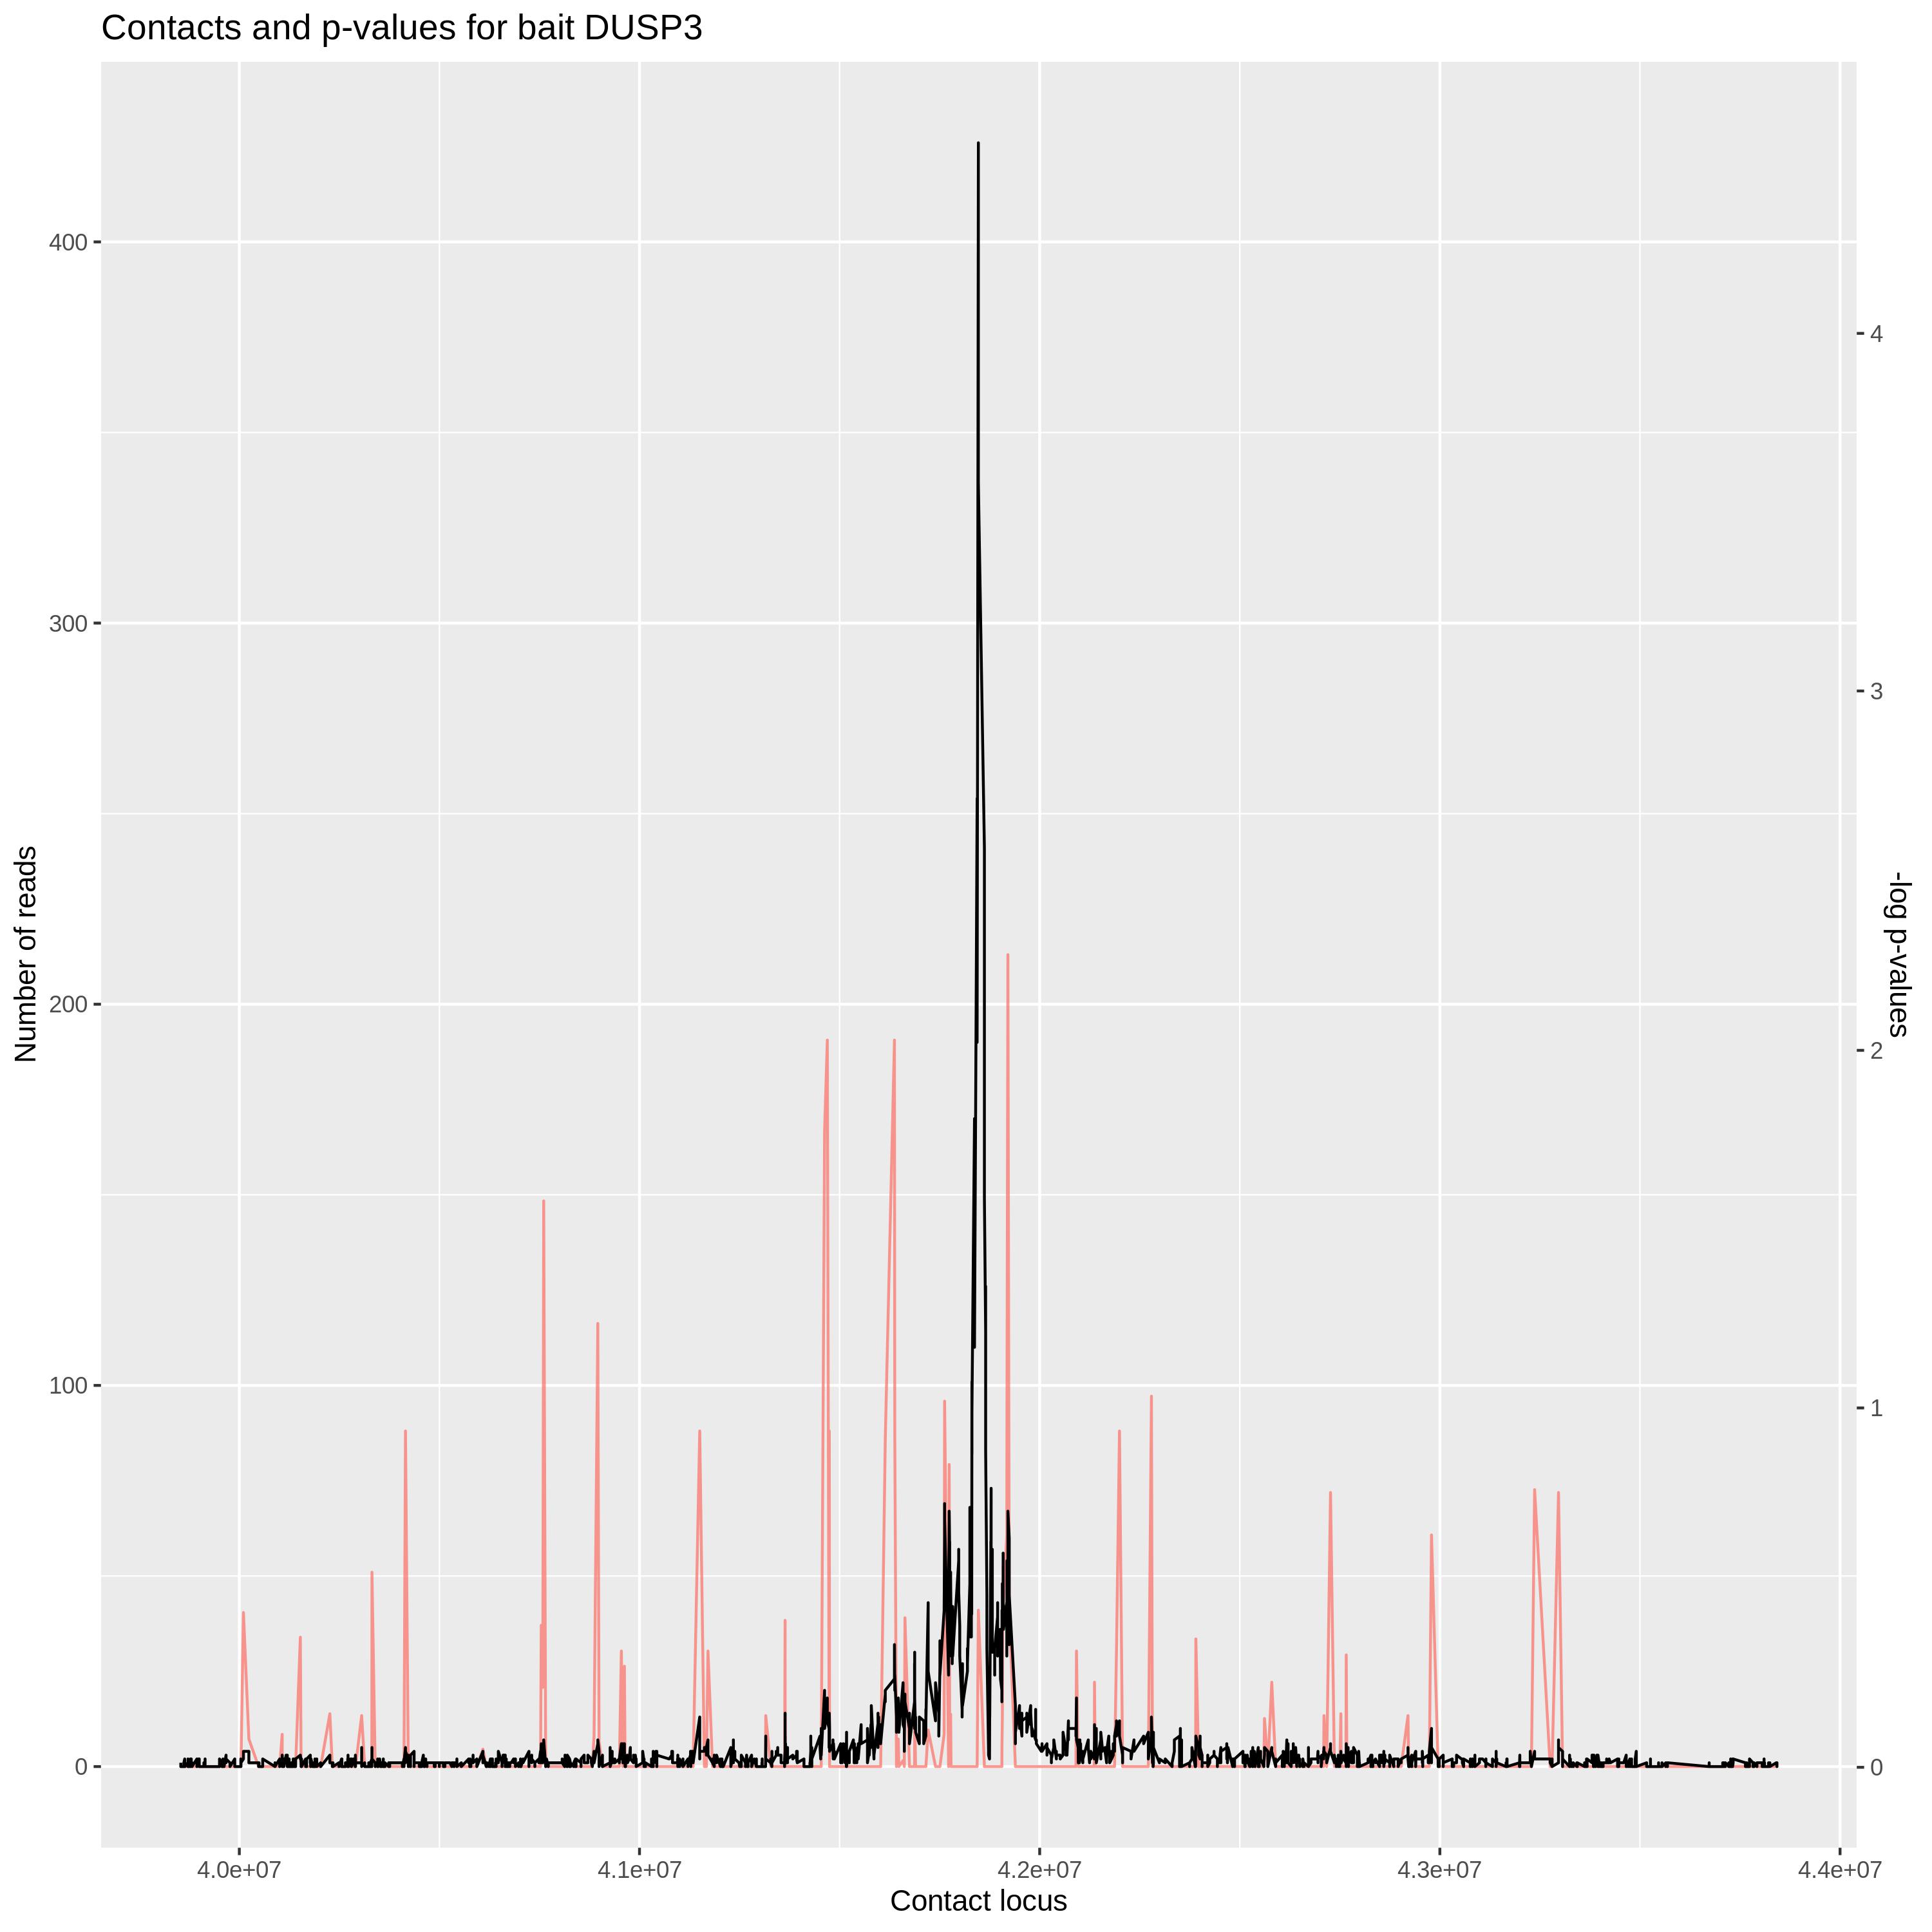 Contacts and p-values for bait DUSP3
400
300
200
100
0
4
3
2
1
0
Number of reads
-log p-values
4.0e+07
4.1e+07
4.2e+07
4.3e+07
4.4e+07
Contact locus